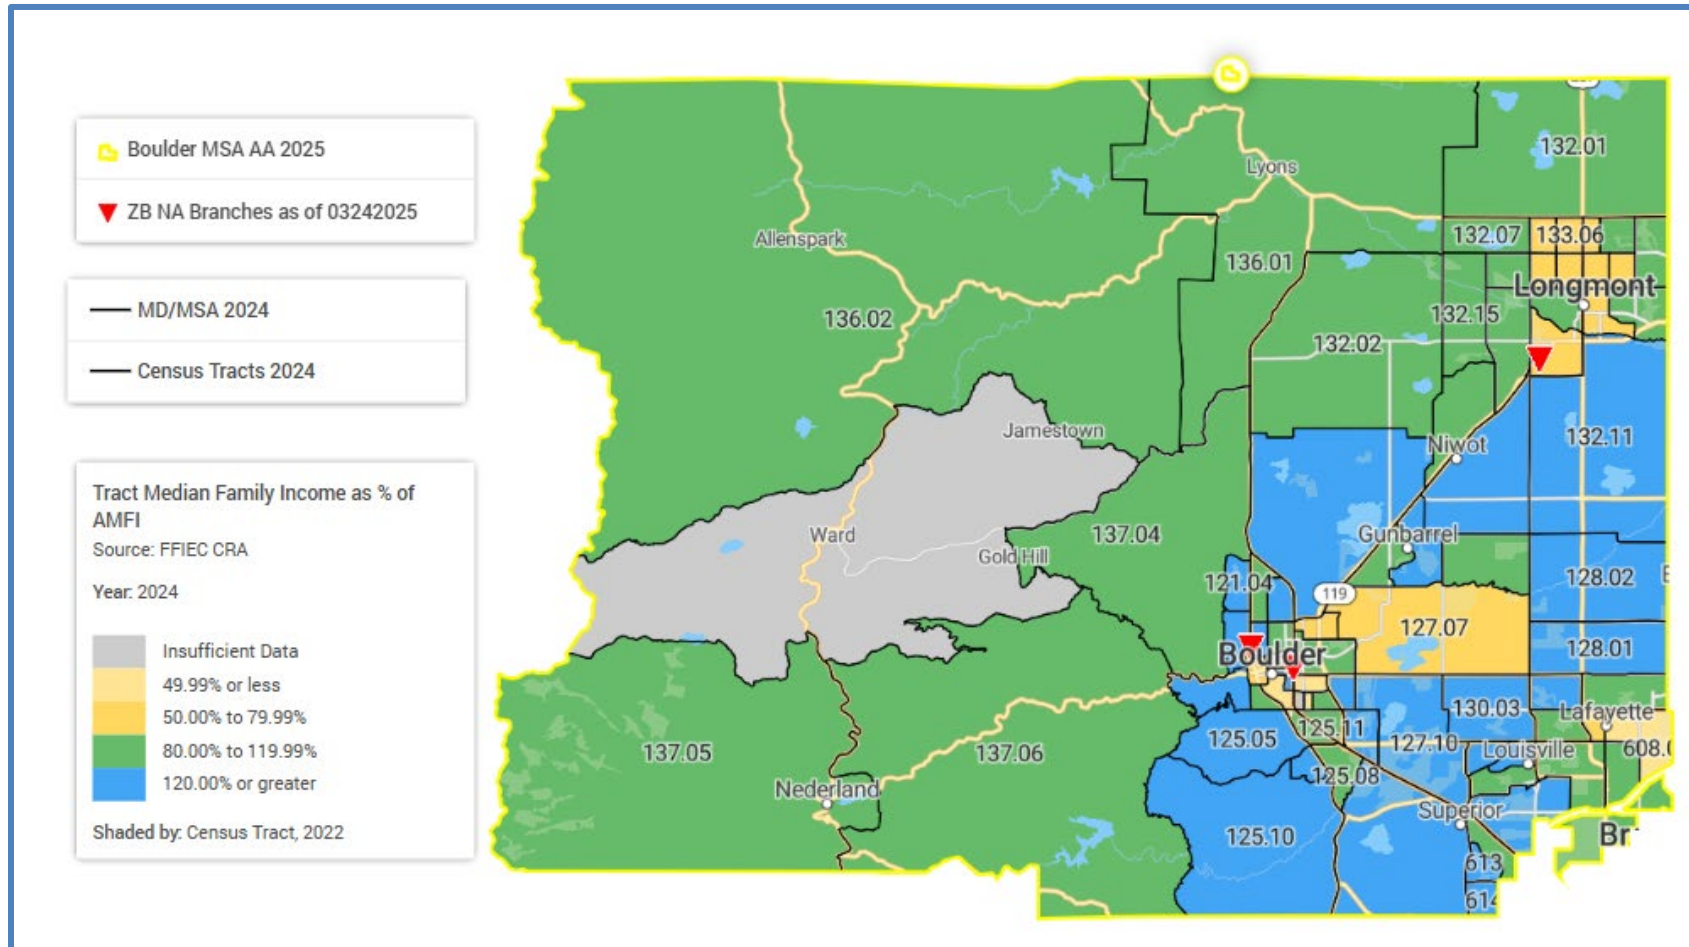 Boulder MSA AA 2025
ZB NA Branches as of 03242025
MD/MSA 2024
Census Tracts 2024
Tract Median Family Income as % of
AMFI
Source: FFIEC CRA
Year: 2024
Insufficient Data
49.99% or less
50.00% to 79.99%
80.00% to 119.99%
120.00% or greater
Shaded by: Census Tract, 2022
132.01
Lyons
Allenspark
132.07
133.06
136.01
Longmont
136.02
132.15
132.02
Jamestown
Niwot
132.11
Ward
137.04
Gunbarrel
Gold Hill
121.04
128.02
119
127.07
Boulder
128.01
130.03
Lafayette
125.11
125.05
127.10
Louisville
137.05
137.06
125.08
Nederland
Superior
125.10
Br
613
614